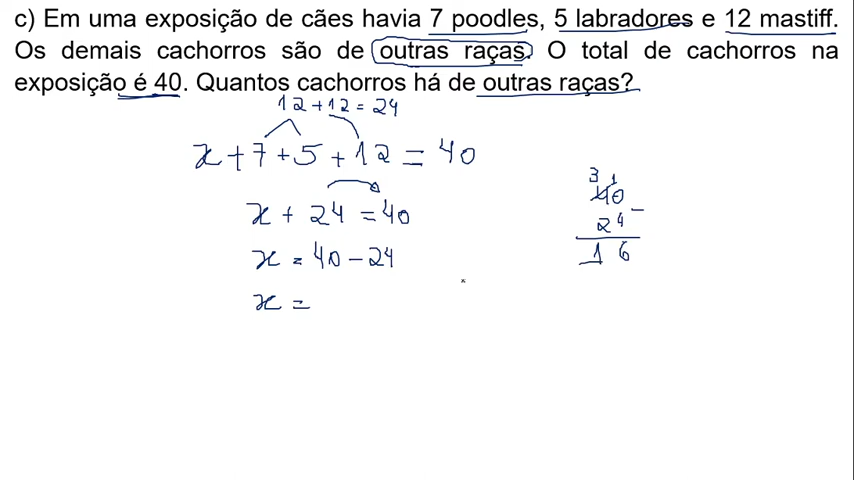 c) Em uma exposição de cães havia 7 poodles, 5 labradores e 12 mastiff.
Os demais cachorros são de outras raças. O total de cachorros na
exposição é 40. Quantos cachorros há de outras raças?
12+12=24
x+7+5+12=40
x+24=40
x=40-24
x=
3 1
40
24 -
16